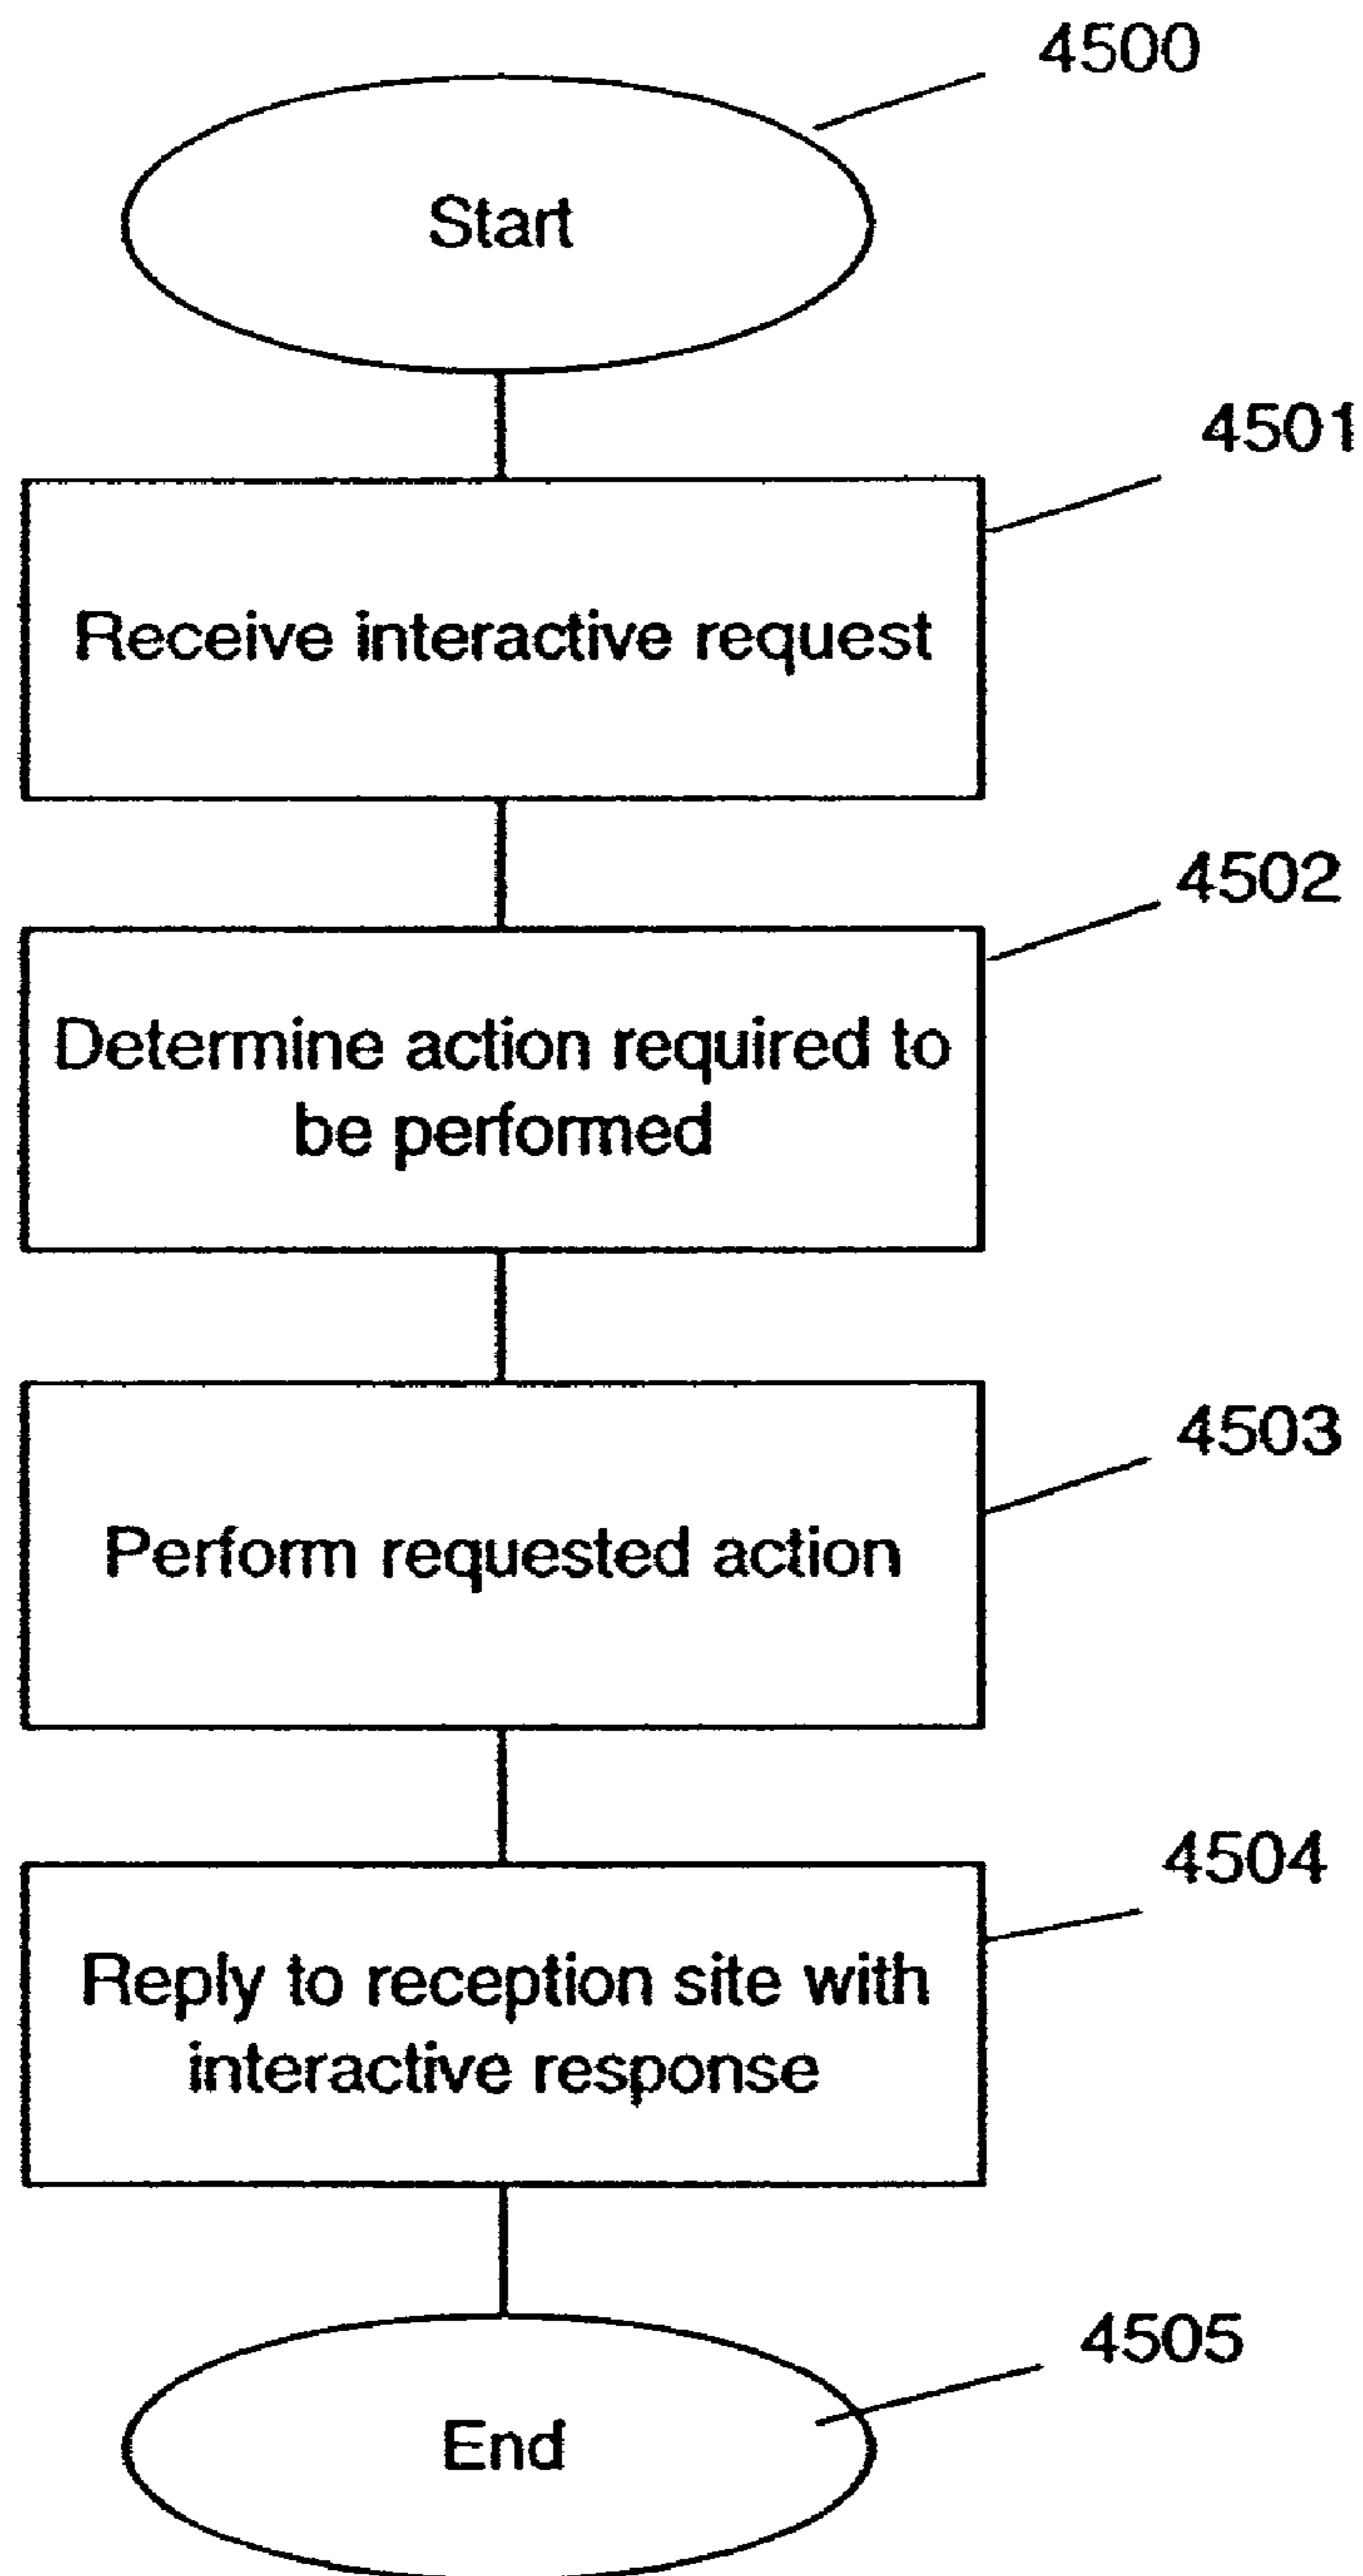 4500
Start
4501
Receive interactive request
4502
Determine action required to
be performed
4503
Perform requested action
4504
Reply to reception site with
interactive response
4505
End